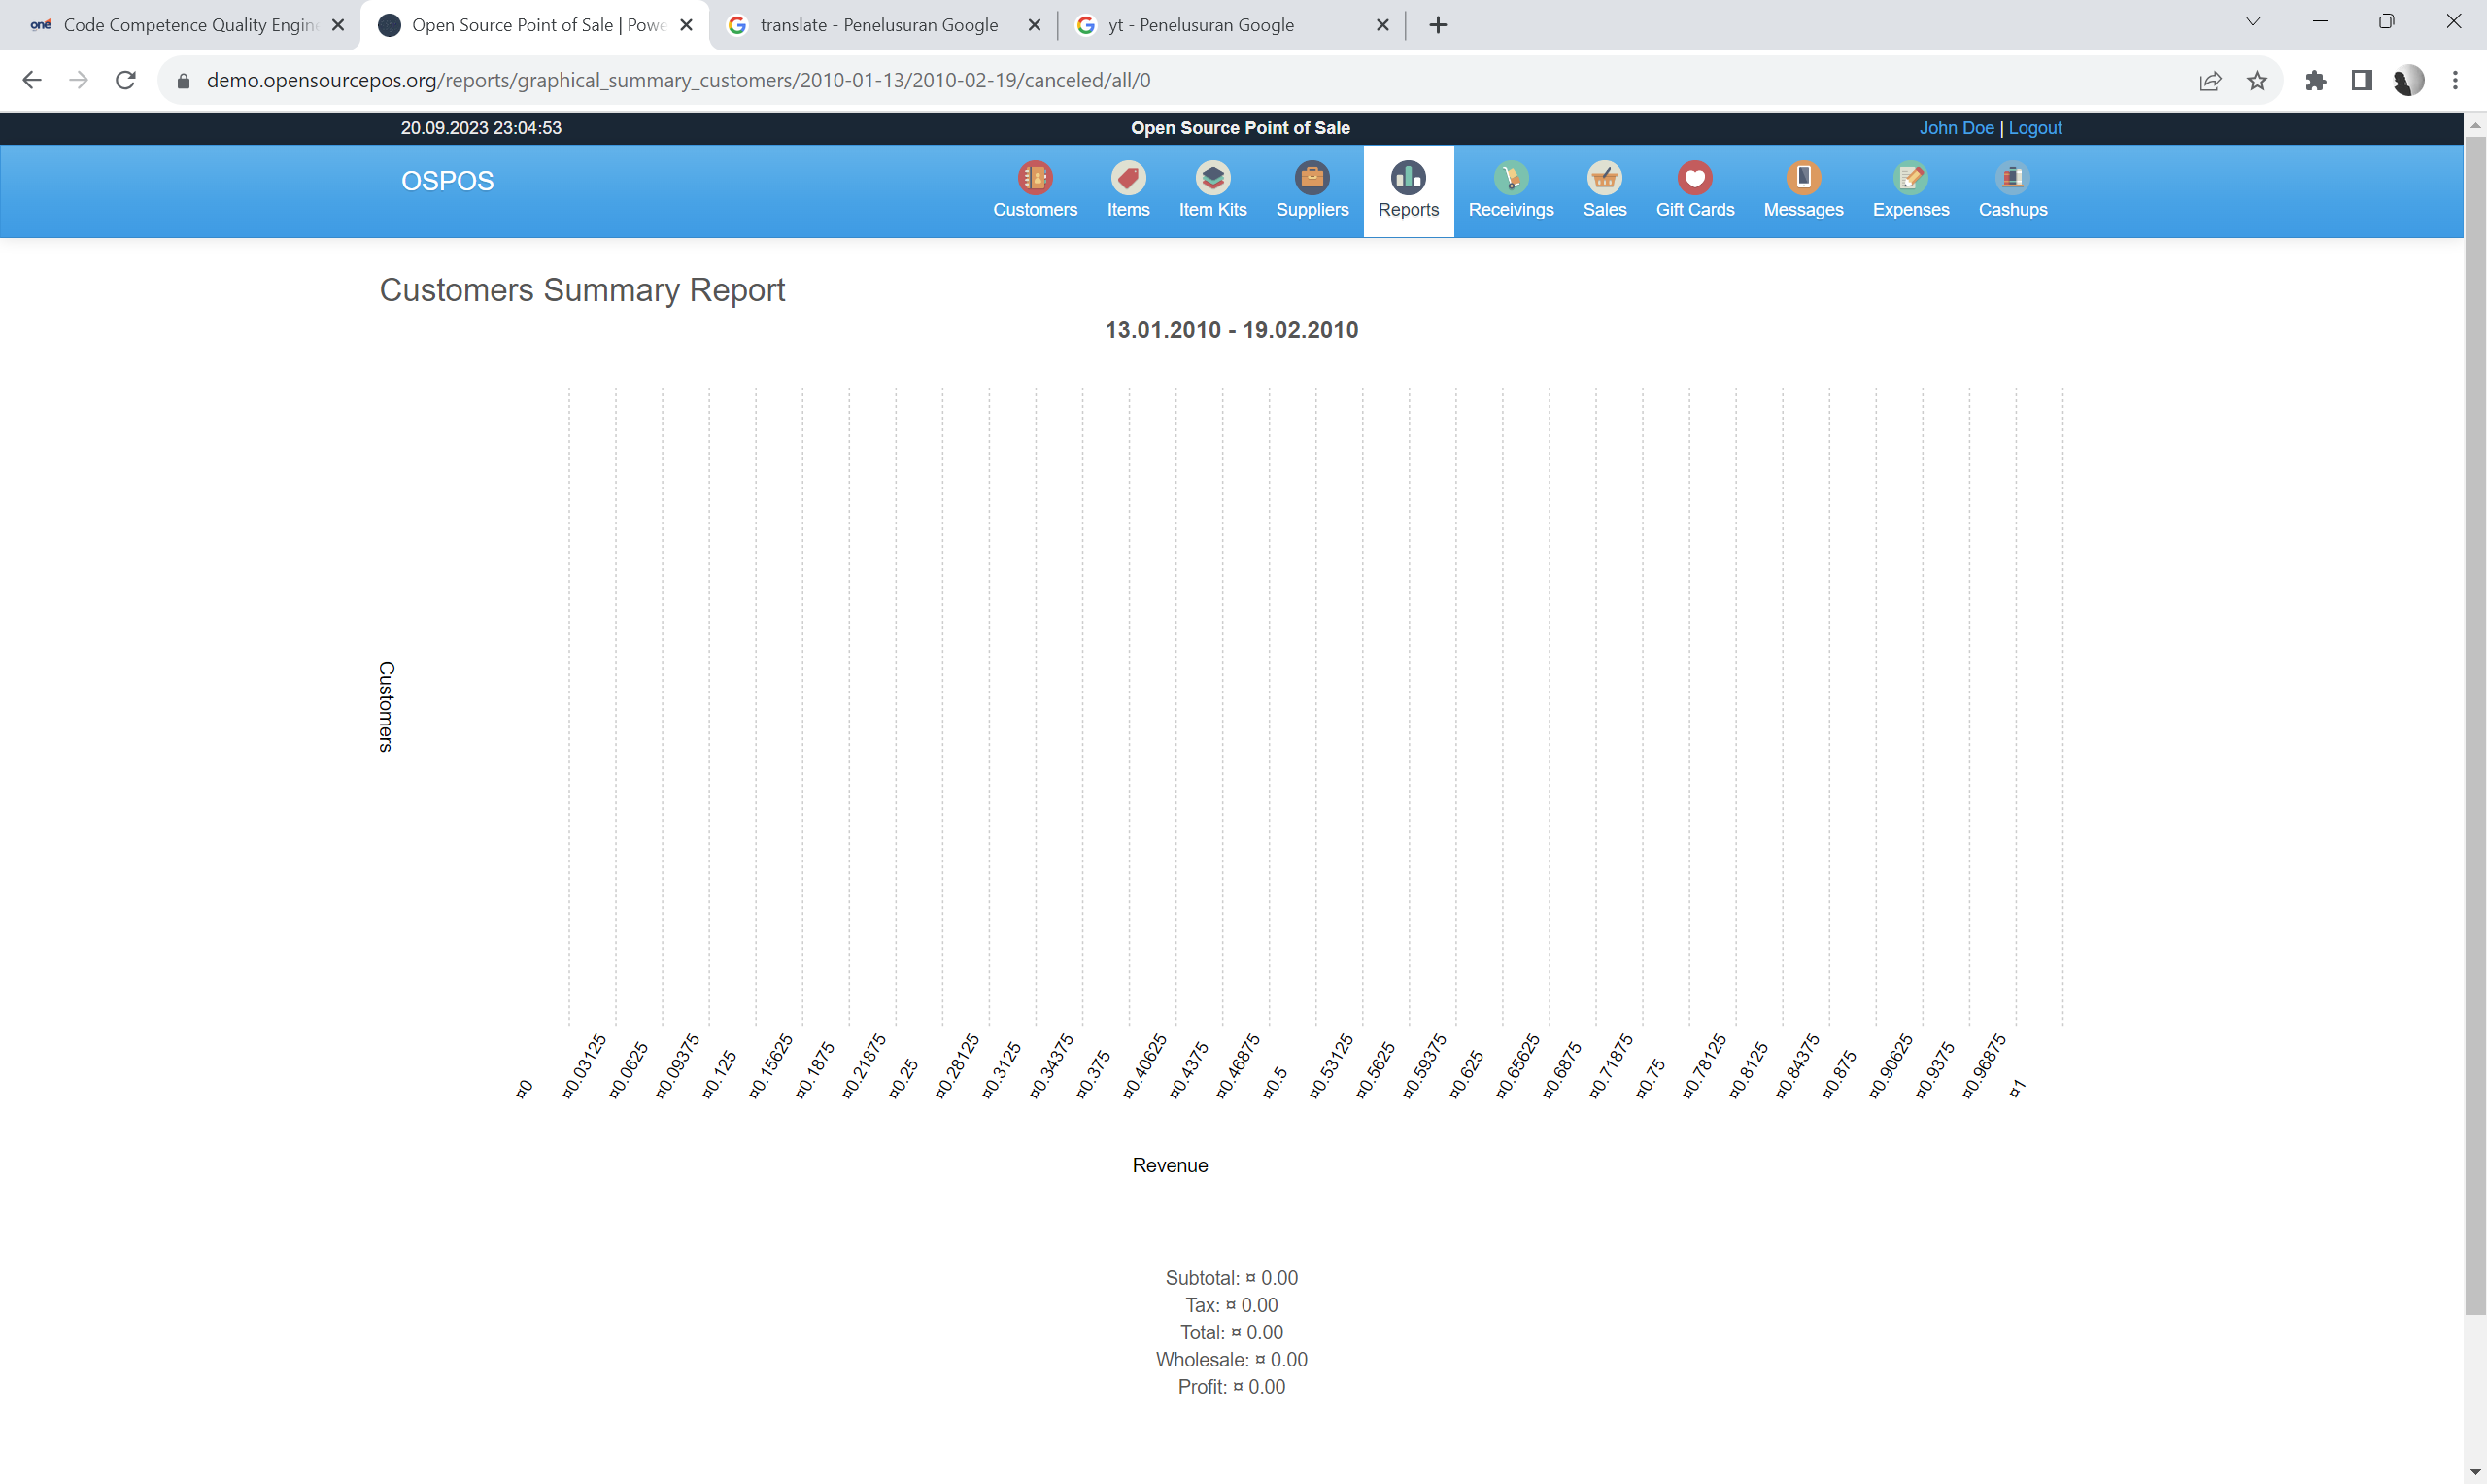 one Code Competence Quality Engin
Open Source Point of Sale | Powe
translate - Penelusuran Google
yt - Penelusuran Google
demo.opensourcepos.org/reports/graphical_summary_customers/2010-01-13/2010-02-19/canceled/all/0
20.09.2023 23:04:53
Open Source Point of Sale
John Doe | Logout
OSPOS
Customers
Items
Item Kits
Suppliers
Reports
Receivings
Sales
Gift Cards
Messages
Expenses
Cashups
Customers Summary Report
13.01.2010 - 19.02.2010
Customers
¤0
¤0.03125
¤0.0625
¤0.09375
¤0.125
¤0.15625
¤0.1875
¤0.21875
¤0.25
¤0.28125
¤0.3125
¤0.34375
¤0.375
¤0.40625
¤0.4375
¤0.46875
¤0.5
¤0.53125
¤0.5625
¤0.59375
¤0.625
¤0.65625
¤0.6875
¤0.71875
¤0.75
¤0.78125
¤0.8125
¤0.84375
¤0.875
¤0.90625
¤0.9375
¤0.96875
¤1
Revenue
Subtotal: ¤ 0.00
Tax: ¤ 0.00
Total: ¤ 0.00
Wholesale: ¤ 0.00
Profit: ¤ 0.00